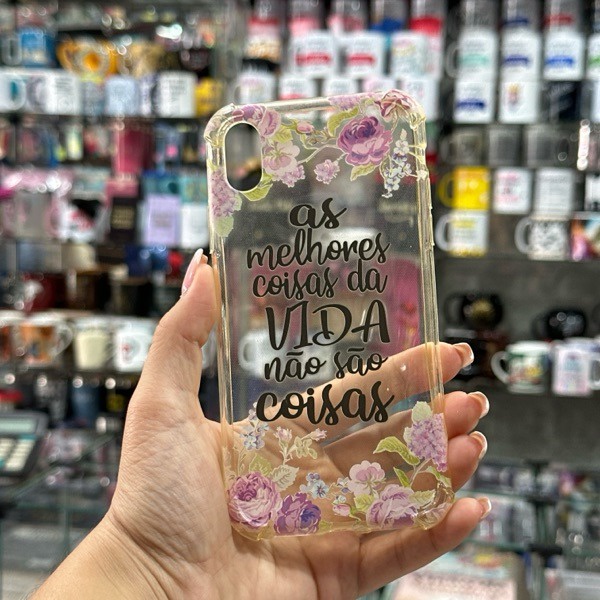 as
melhores
coisas da
VIDA
não são
coisas